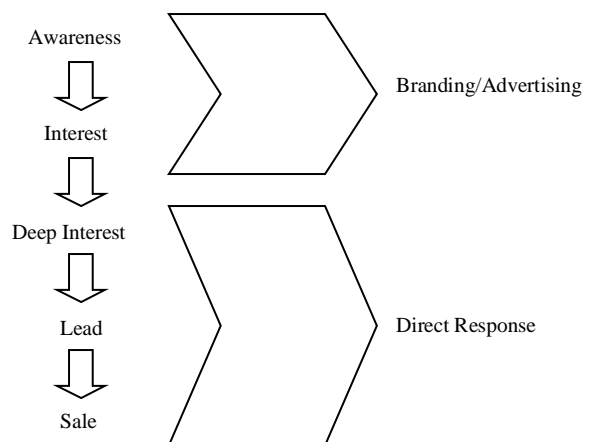 Awareness
Branding/Advertising
Interest
Deep Interest
Lead
Direct Response
Sale